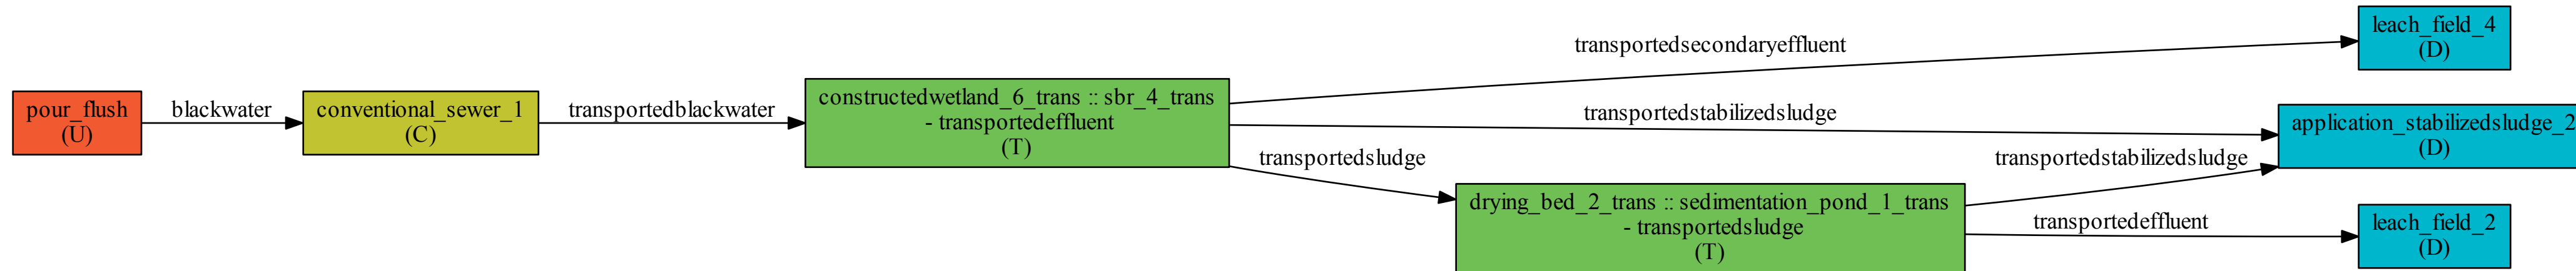 pour_flush
(U)
blackwater
conventional_sewer_1
(C)
transportedblackwater
constructedwetland_6_trans :: sbr_4_trans
- transportedeffluent
(T)
transportedsecondaryeffluent
transportedstabilizedsludge
transportedsludge
drying_bed_2_trans :: sedimentation_pond_1_trans
- transportedsludge
(T)
transportedstabilizedsludge
transportedeffluent
leach_field_4
(D)
application_stabilizedsludge_2
(D)
leach_field_2
(D)